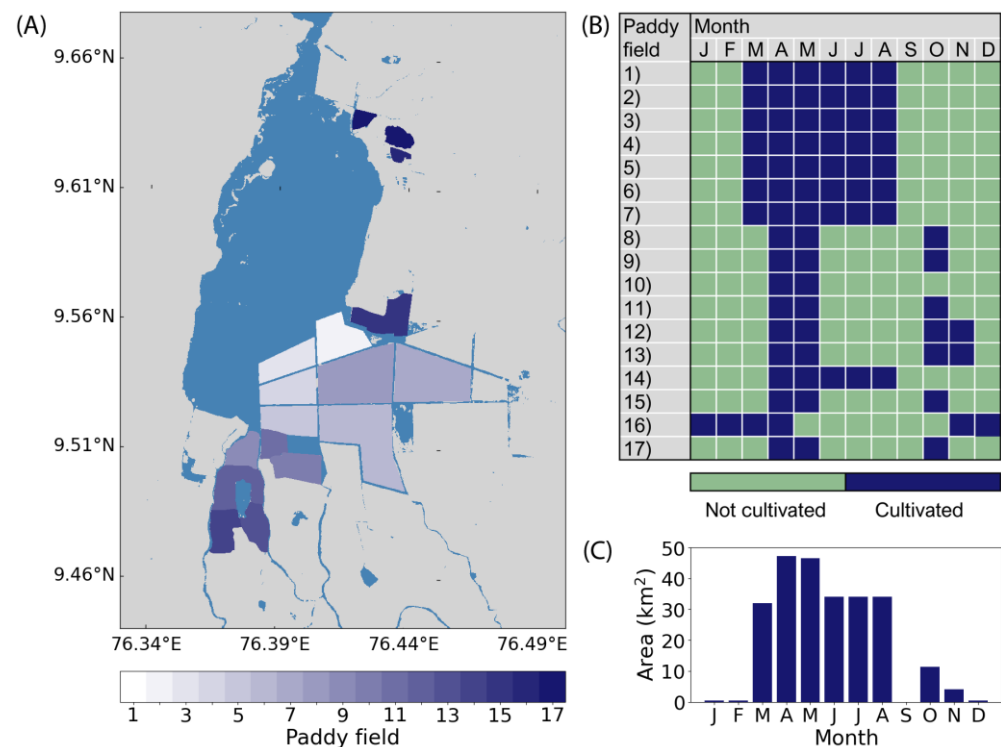 (A)
9.66°N
9.61°N
9.56°N
9.51°N
9.46°N
76.34°E 76.39°E 76.44°E 76.49°E
1 3 5 7 9 11 13 15 17
Paddy field
(B)
Paddy field
Month
J F M A M J J A S O N D
1)
2)
3)
4)
5)
6)
7)
8)
9)
10)
11)
12)
13)
14)
15)
16)
17)
Not cultivated Cultivated
(C)
Area (km²)
50
40
30
20
10
0
J F M A M J J A S O N D
Month